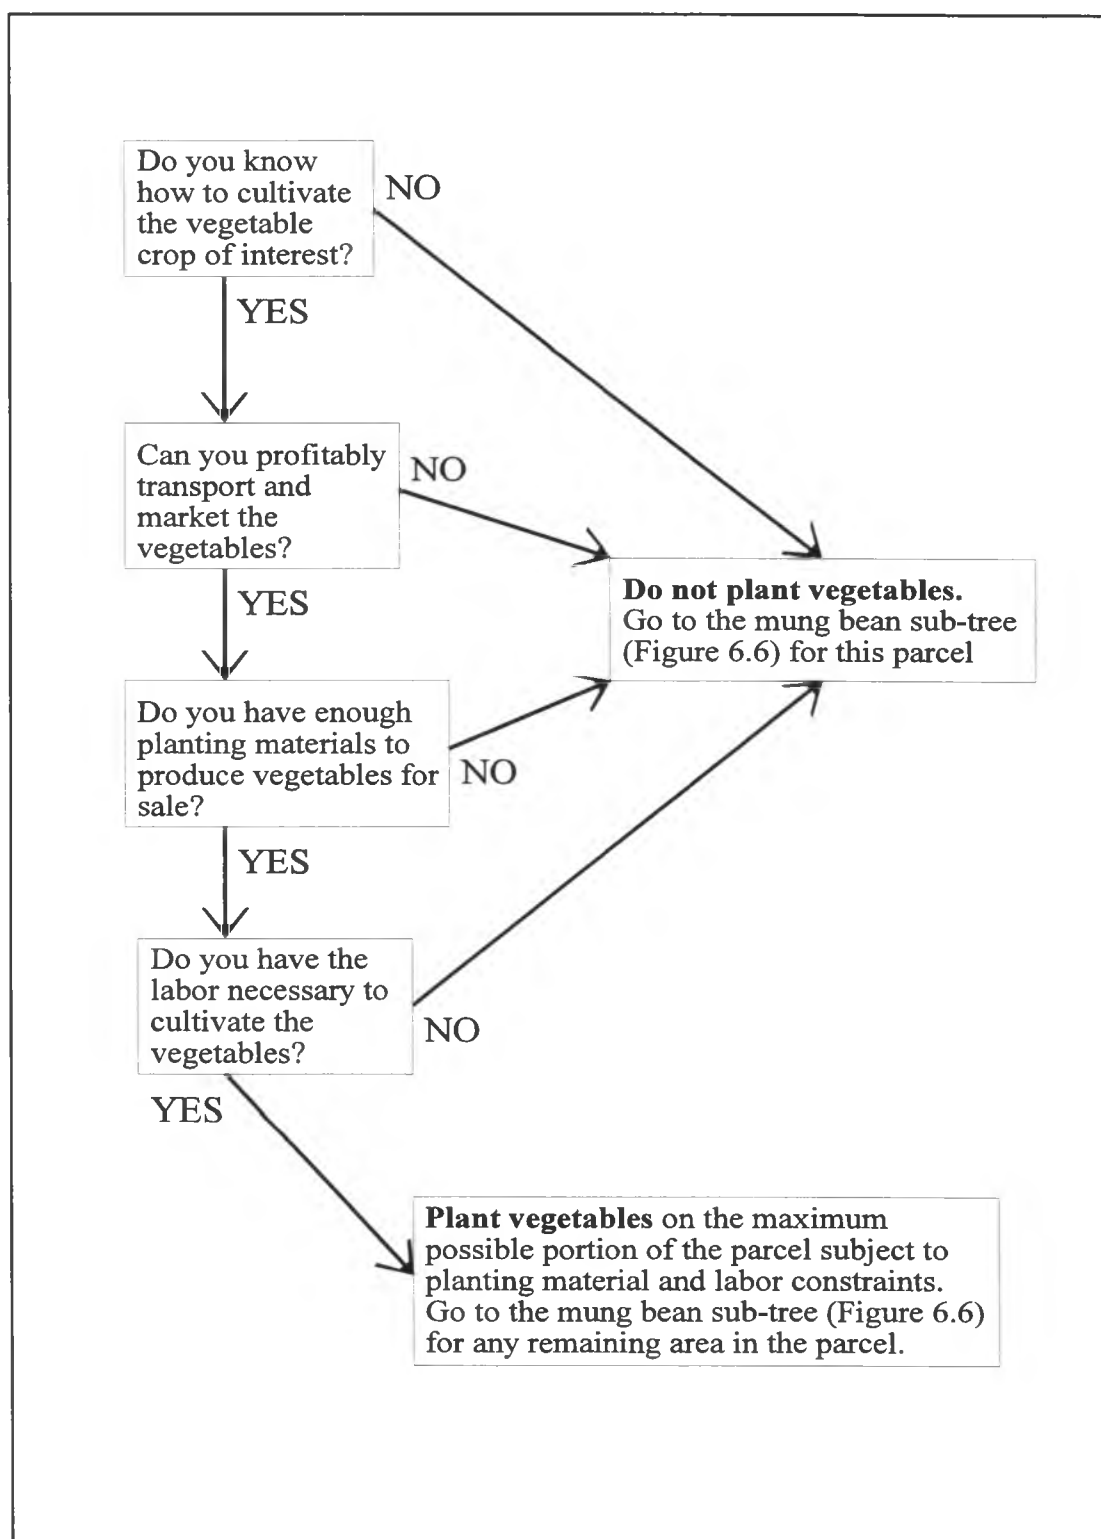 Do you know
how to cultivate
the vegetable
crop of interest?
NO
YES
Can you profitably
transport and
market the
vegetables?
NO
YES
Do not plant vegetables.
Go to the mung bean sub-tree
(Figure 6.6) for this parcel
Do you have enough
planting materials to
produce vegetables for
sale?
NO
YES
Do you have the
labor necessary to
cultivate the
vegetables?
NO
YES
Plant vegetables on the maximum
possible portion of the parcel subject to
planting material and labor constraints.
Go to the mung bean sub-tree (Figure 6.6)
for any remaining area in the parcel.